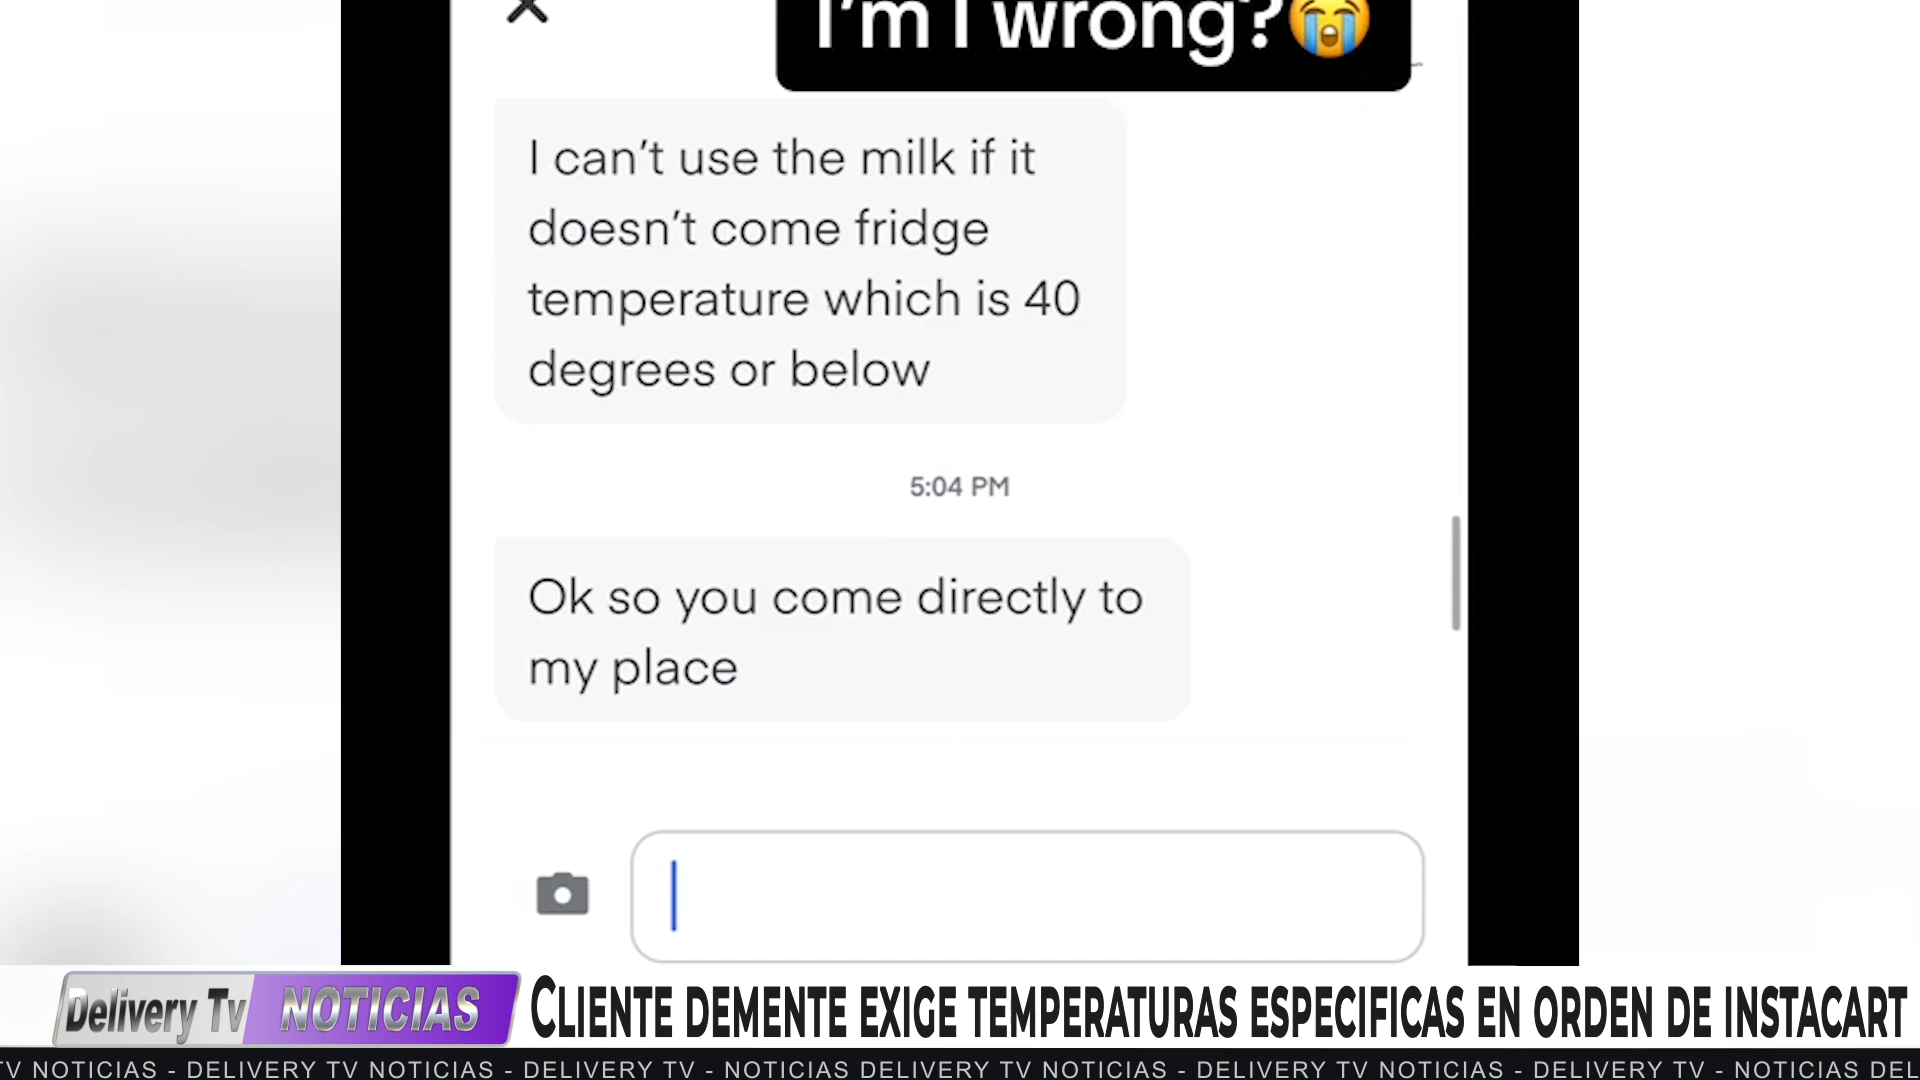 I'm I wrong?😭
I can't use the milk if it
doesn't come fridge
temperature which is 40
degrees or below
5:04 PM
Ok so you come directly to
my place
Delivery Tv NOTICIAS
CLIENTE DEMENTE EXIGE TEMPERATURAS ESPECIFICAS EN ORDEN DE INSTACART
TV NOTICIAS - DELIVERY TV NOTICIAS - DELIVERY TV - NOTICIAS DELIVERY TV NOTICIAS - DELIVERY TV NOTICIAS - DELIVERY TV - NOTICIAS DEL